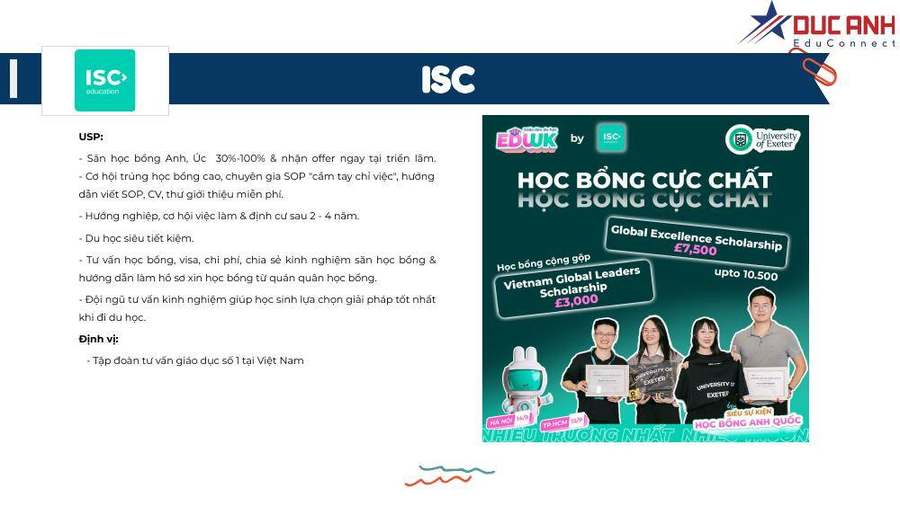 DUC ANH
EduConnect
ISC
education
ISC
USP:
- Săn học bổng Anh, Úc 30%-100% & nhận offer ngay tại triển lãm.
- Cơ hội trúng học bổng cao, chuyên gia SOP "cầm tay chỉ việc", hướng
dẫn viết SOP, CV, thư giới thiệu miễn phí.
- Hướng nghiệp, cơ hội việc làm & định cư sau 2 - 4 năm.
- Du học siêu tiết kiệm.
- Tư vấn học bổng, visa, chi phí, chia sẻ kinh nghiệm săn học bổng &
hướng dẫn làm hồ sơ xin học bổng từ quán quân học bổng.
- Đội ngũ tư vấn kinh nghiệm giúp học sinh lựa chọn giải pháp tốt nhất
khi đi du học.
Định vị:
- Tập đoàn tư vấn giáo dục số 1 tại Việt Nam
EDUUK
by
ISC
University
of Exeter
HỌC BỔNG CỰC CHẤT
HỌC BỔNG CỰC CHẤT
Global Excellence Scholarship
£7,500
upto 10.500
Học bổng cộng gộp
Vietnam Global Leaders
Scholarship
£3,000
UNIVERSITY OF
EXETER
UNIVERSITY OF
EXETER
HÀ NỘI
TP.HCM
SIÊU SỰ KIỆN
HỌC BỔNG ANH QUỐC
NHIỀU TRƯỜNG NHẤT